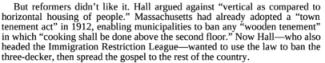 But reformers didn't like it. Hall argued against "vertical as compared to
horizontal housing of people." Massachusetts had already adopted a "town
tenement act" in 1912, enabling municipalities to ban any "wooden tenement"
in which "cooking shall be done above the second floor." Now Hall—who also
headed the Immigration Restriction League—wanted to use the law to ban the
three-decker, then spread the gospel to the rest of the country.